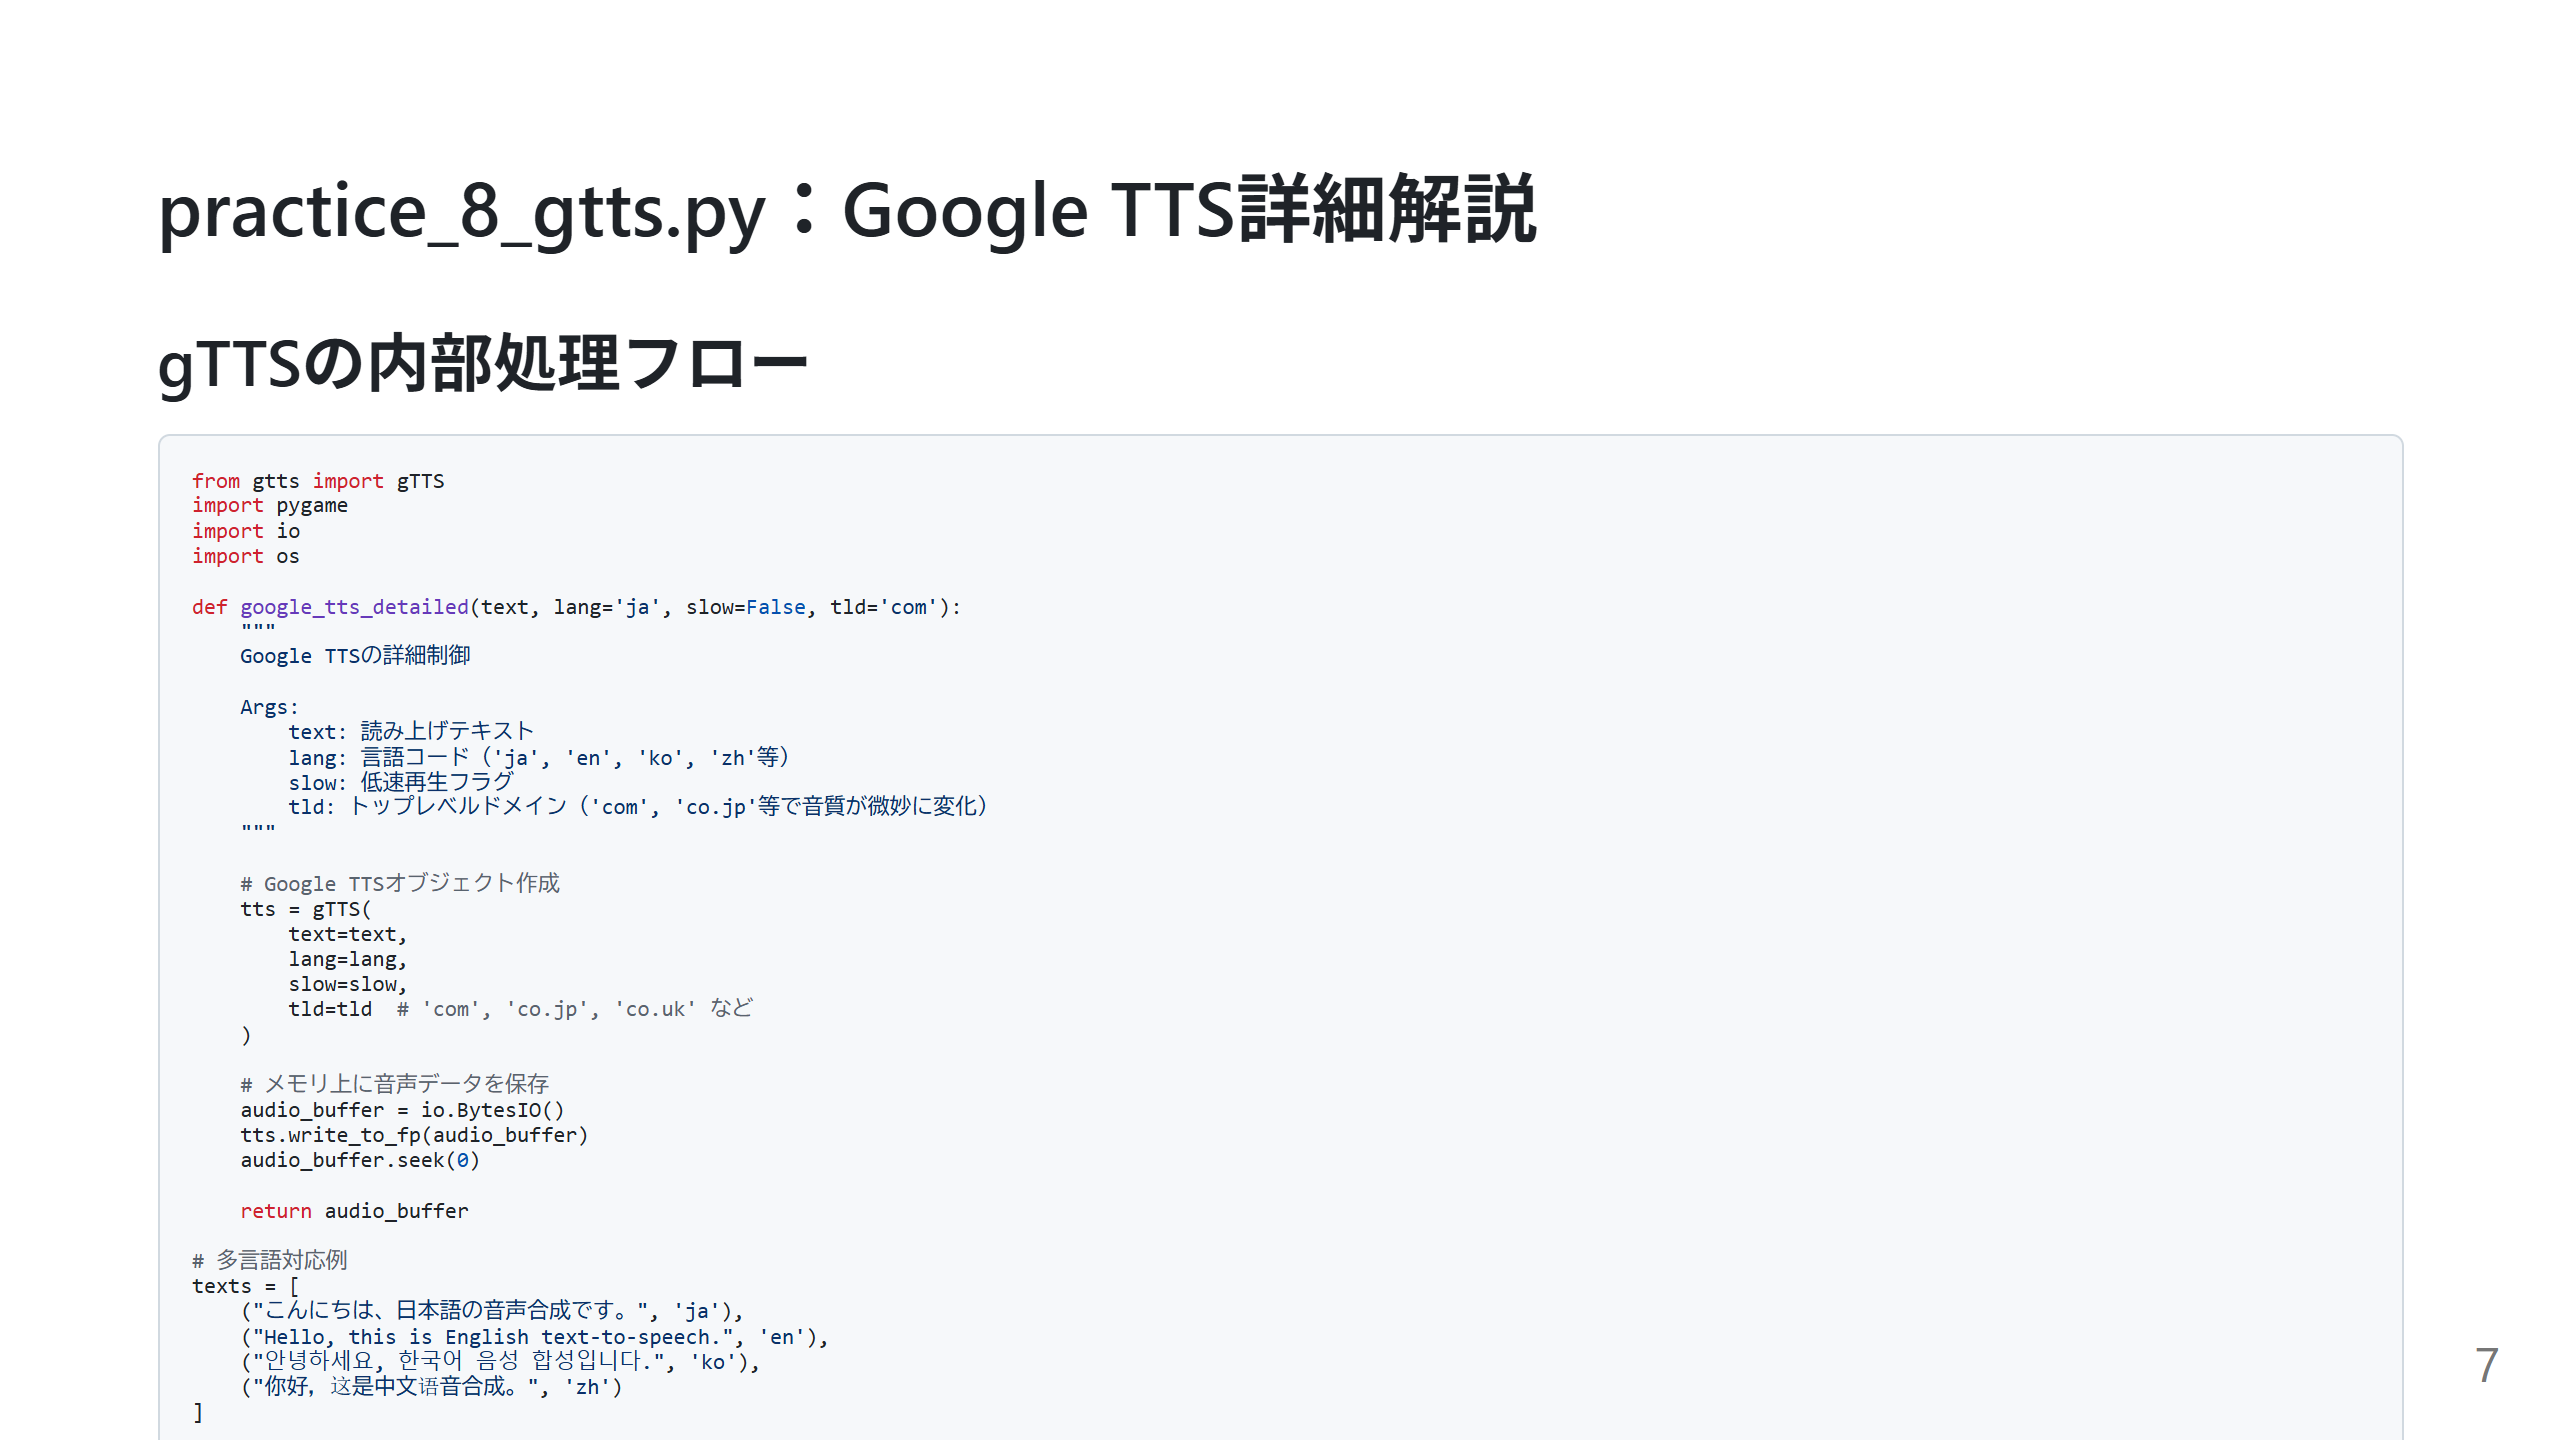 practice_8_gtts.py：Google TTS詳細解説
gTTSの内部処理フロー
from gtts import gTTS
import pygame
import io
import os
def google_tts_detailed(text, lang='ja', slow=False, tld='com'):
    """
    Google TTSの詳細制御
    Args:
        text: 読み上げテキスト
        lang: 言語コード（'ja', 'en', 'ko', 'zh'等）
        slow: 低速再生フラグ
        tld: トップレベルドメイン（'com', 'co.jp'等で音質が微妙に変化）
    """
    # Google TTSオブジェクト作成
    tts = gTTS(
        text=text,
        lang=lang,
        slow=slow,
        tld=tld  # 'com', 'co.jp', 'co.uk' など
    )
    # メモリ上に音声データを保存
    audio_buffer = io.BytesIO()
    tts.write_to_fp(audio_buffer)
    audio_buffer.seek(0)
    return audio_buffer
# 多言語対応例
texts = [
    ("こんにちは、日本語の音声合成です。", 'ja'),
    ("Hello, this is English text-to-speech.", 'en'),
    ("안녕하세요, 한국어 음성 합성입니다.", 'ko'),
    ("你好，这是中文语音合成。", 'zh')
]
7